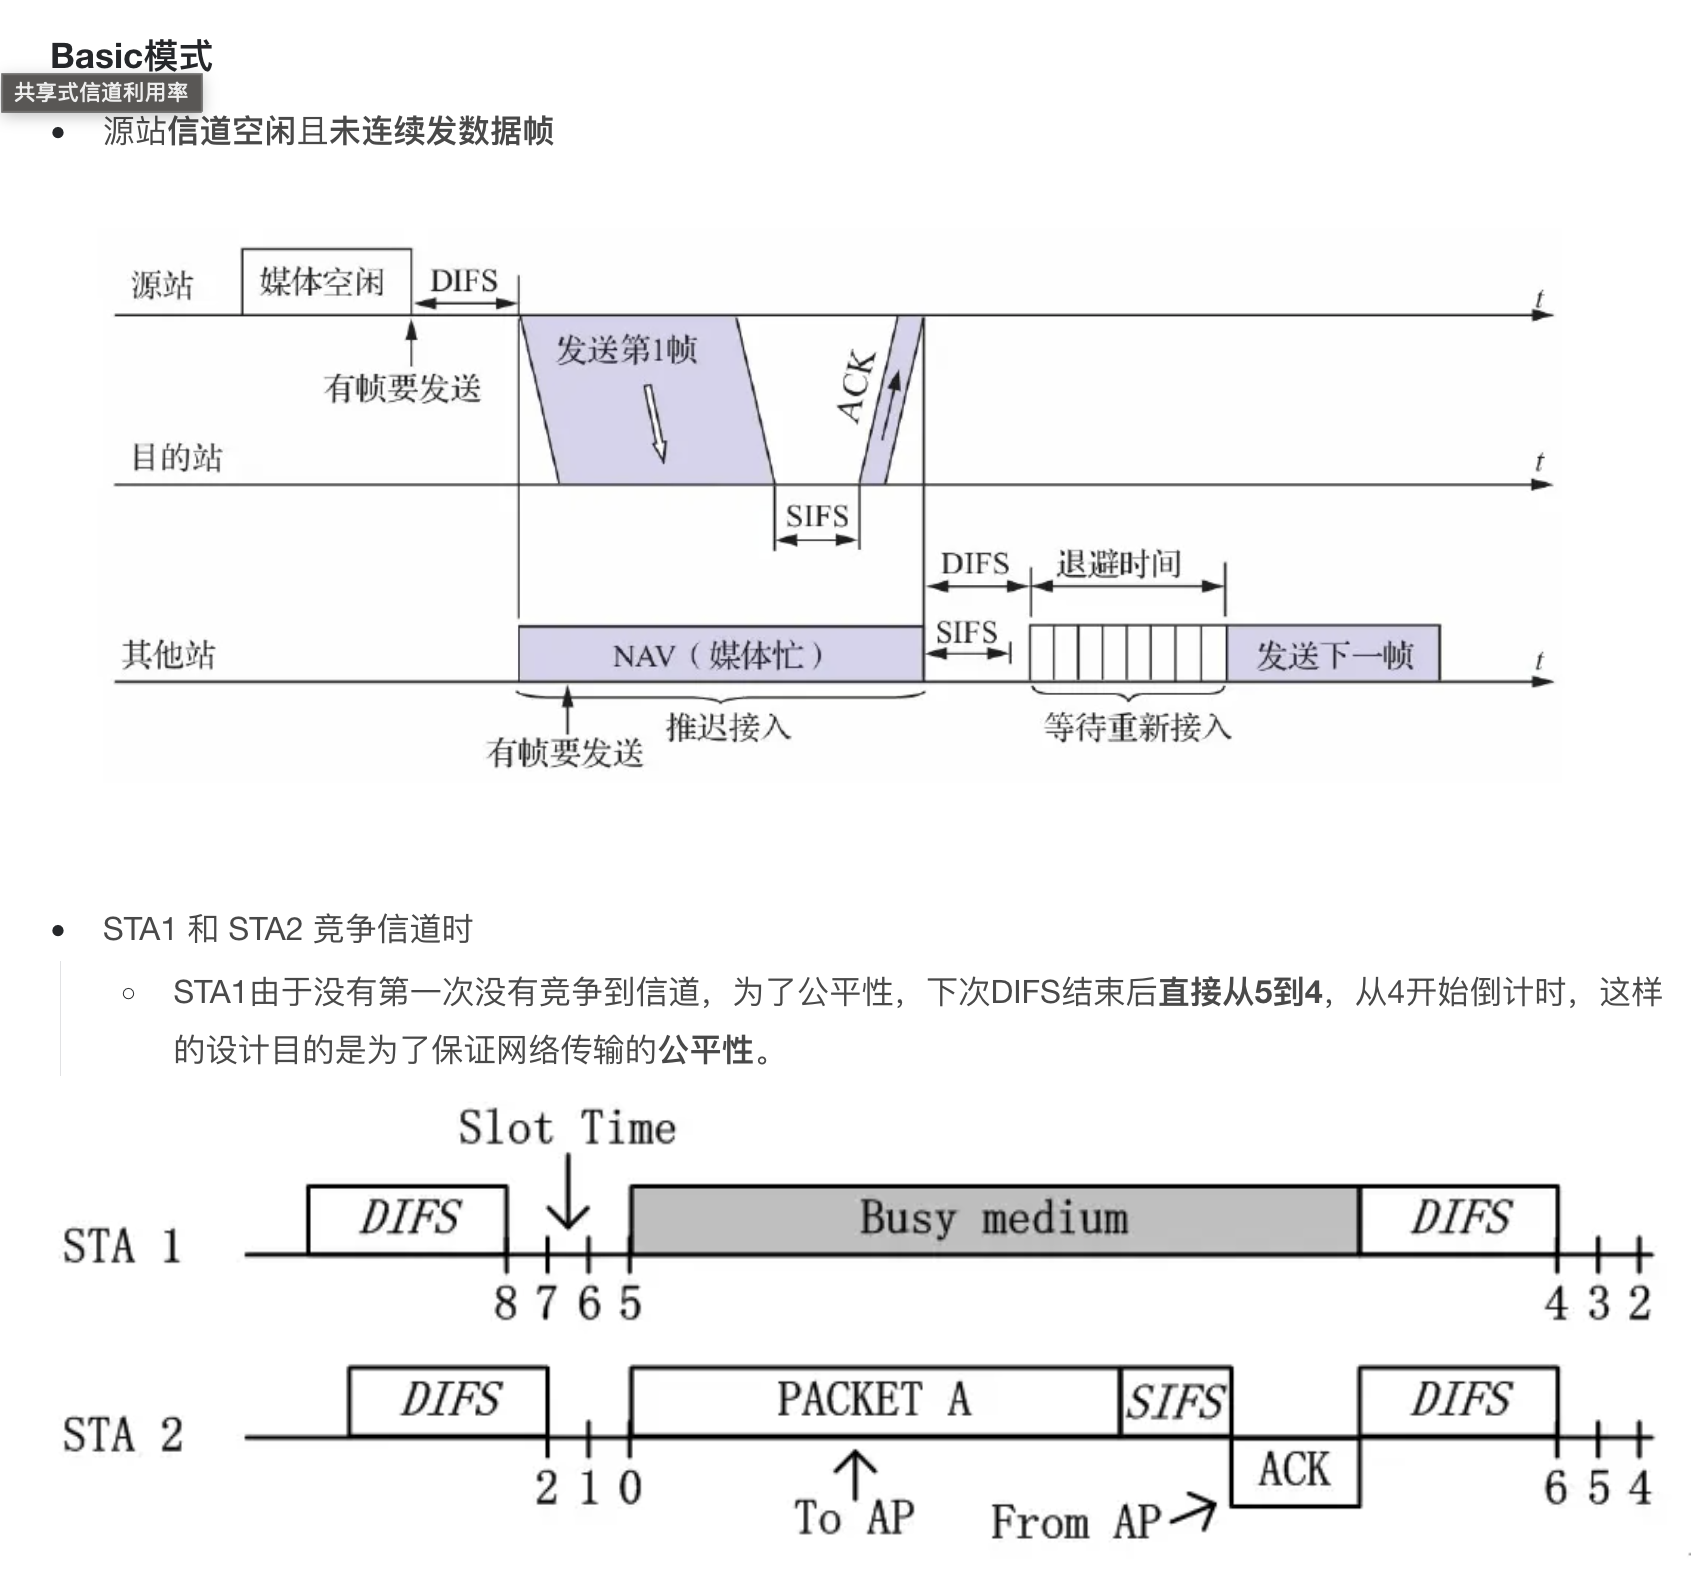 Basic模式
共享式信道利用率
源站信道空闲且未连续发数据帧
源站
媒体空闲
DIFS
t
有帧要发送
发送第1帧
ACK
目的站
t
SIFS
DIFS
退避时间
其他站
NAV（媒体忙）
SIFS
发送下一帧
t
有帧要发送
推迟接入
等待重新接入
STA1 和 STA2 竞争信道时
STA1由于没有第一次没有竞争到信道，为了公平性，下次DIFS结束后直接从5到4，从4开始倒计时，这样
的设计目的是为了保证网络传输的公平性。
Slot Time
STA 1
DIFS
Busy medium
DIFS
8 7 6 5
4 3 2
STA 2
DIFS
PACKET A
SIFS
DIFS
2 1 0
ACK
6 5 4
To AP
From AP